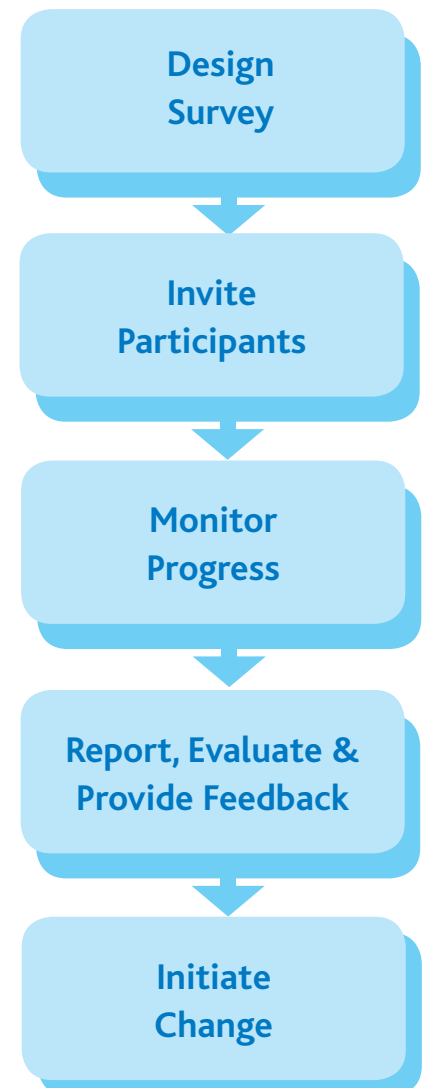 Design
Survey
Invite
Participants
Monitor
Progress
Report, Evaluate &
Provide Feedback
Initiate
Change